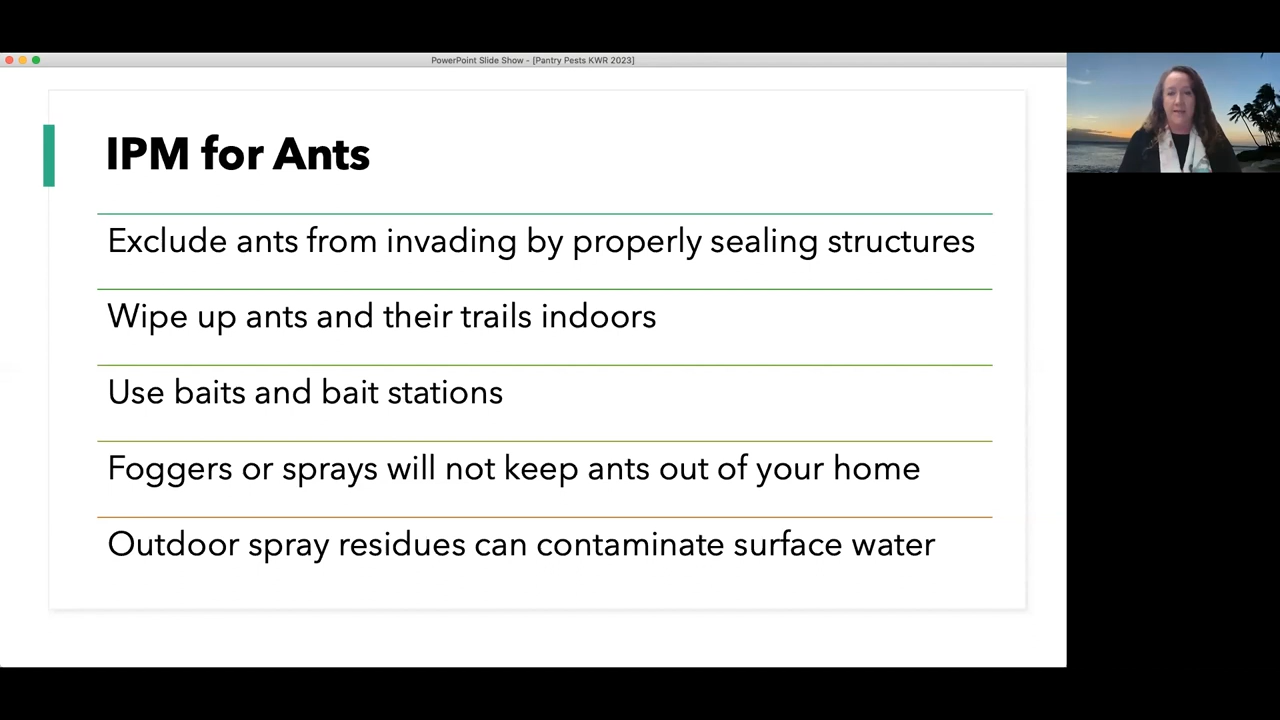 PowerPoint Slide Show - [Pantry Pests KWR 2023]
IPM for Ants
Exclude ants from invading by properly sealing structures
Wipe up ants and their trails indoors
Use baits and bait stations
Foggers or sprays will not keep ants out of your home
Outdoor spray residues can contaminate surface water